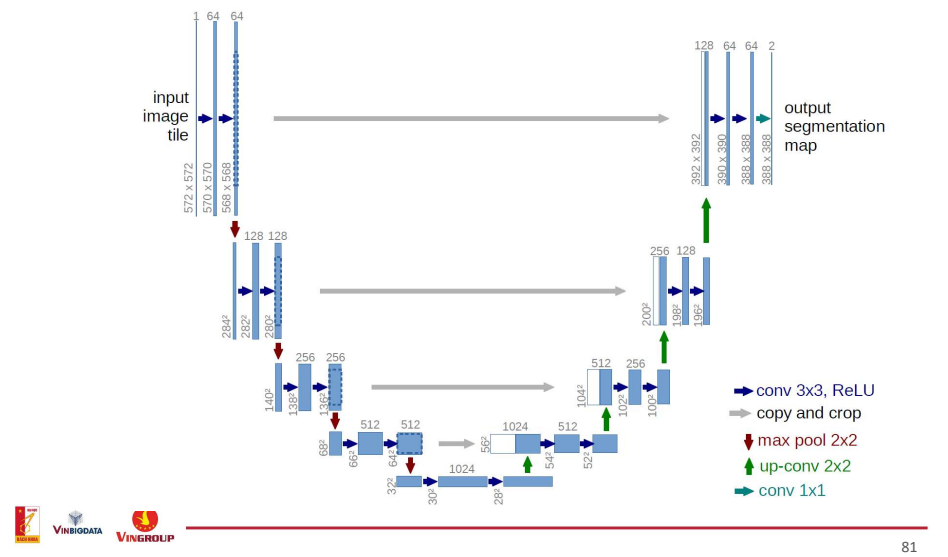 1 64 64
input
image
tile
572 x 572
570 x 570
568 x 568
128 64 64 2
392 x 392
390 x 390
388 x 388
388 x 388
output
segmentation
map
128 128
284²
282²
280²
256 128
200²
198²
196²
256 256
140²
138²
136²
512 256
104²
102²
100²
512 512
68²
66²
64²
1024 512
56²
54²
52²
1024
32²
30²
28²
conv 3x3, ReLU
copy and crop
max pool 2x2
up-conv 2x2
conv 1x1
VINBIGDATA
VINGROUP
81